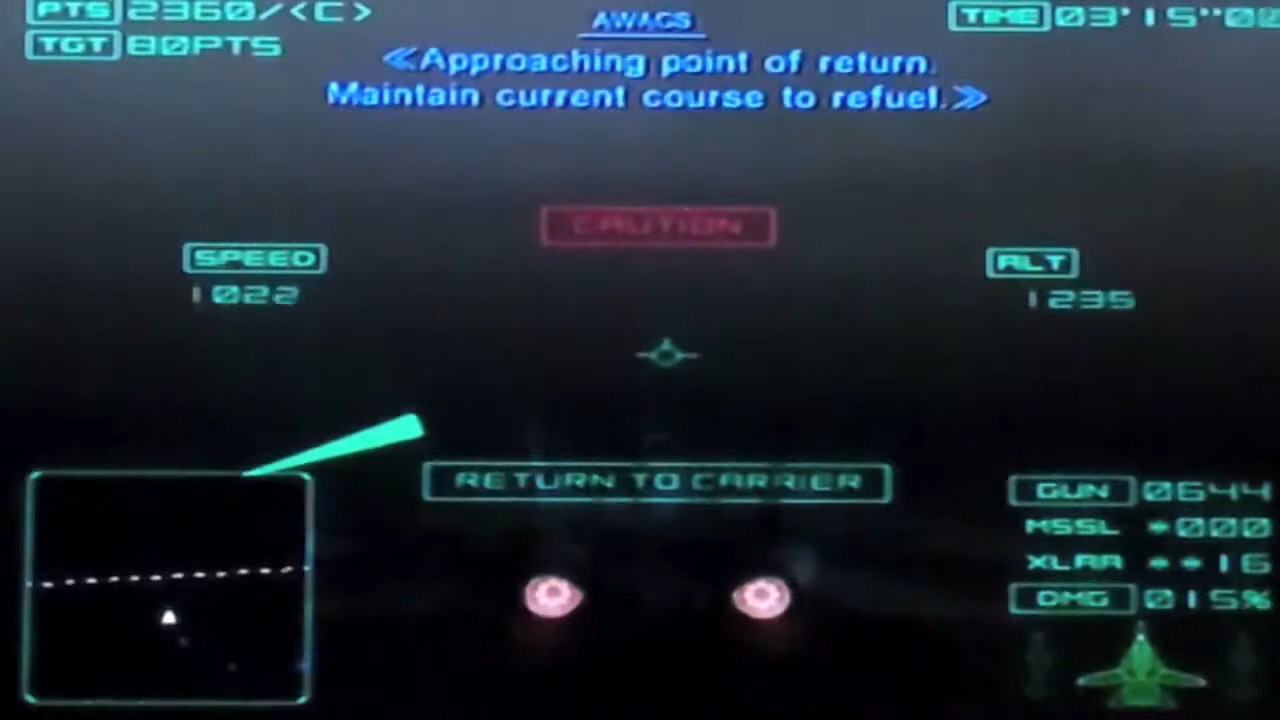 PTS 2360/<C>
AWACS
TIME 03'15"00
TGT 80PTS
≪Approaching point of return.
Maintain current course to refuel.≫
CAUTION
SPEED
1022
ALT
1235
RETURN TO CARRIER
GUN 0644
MSSL *000
XLAA **16
DMG 015%